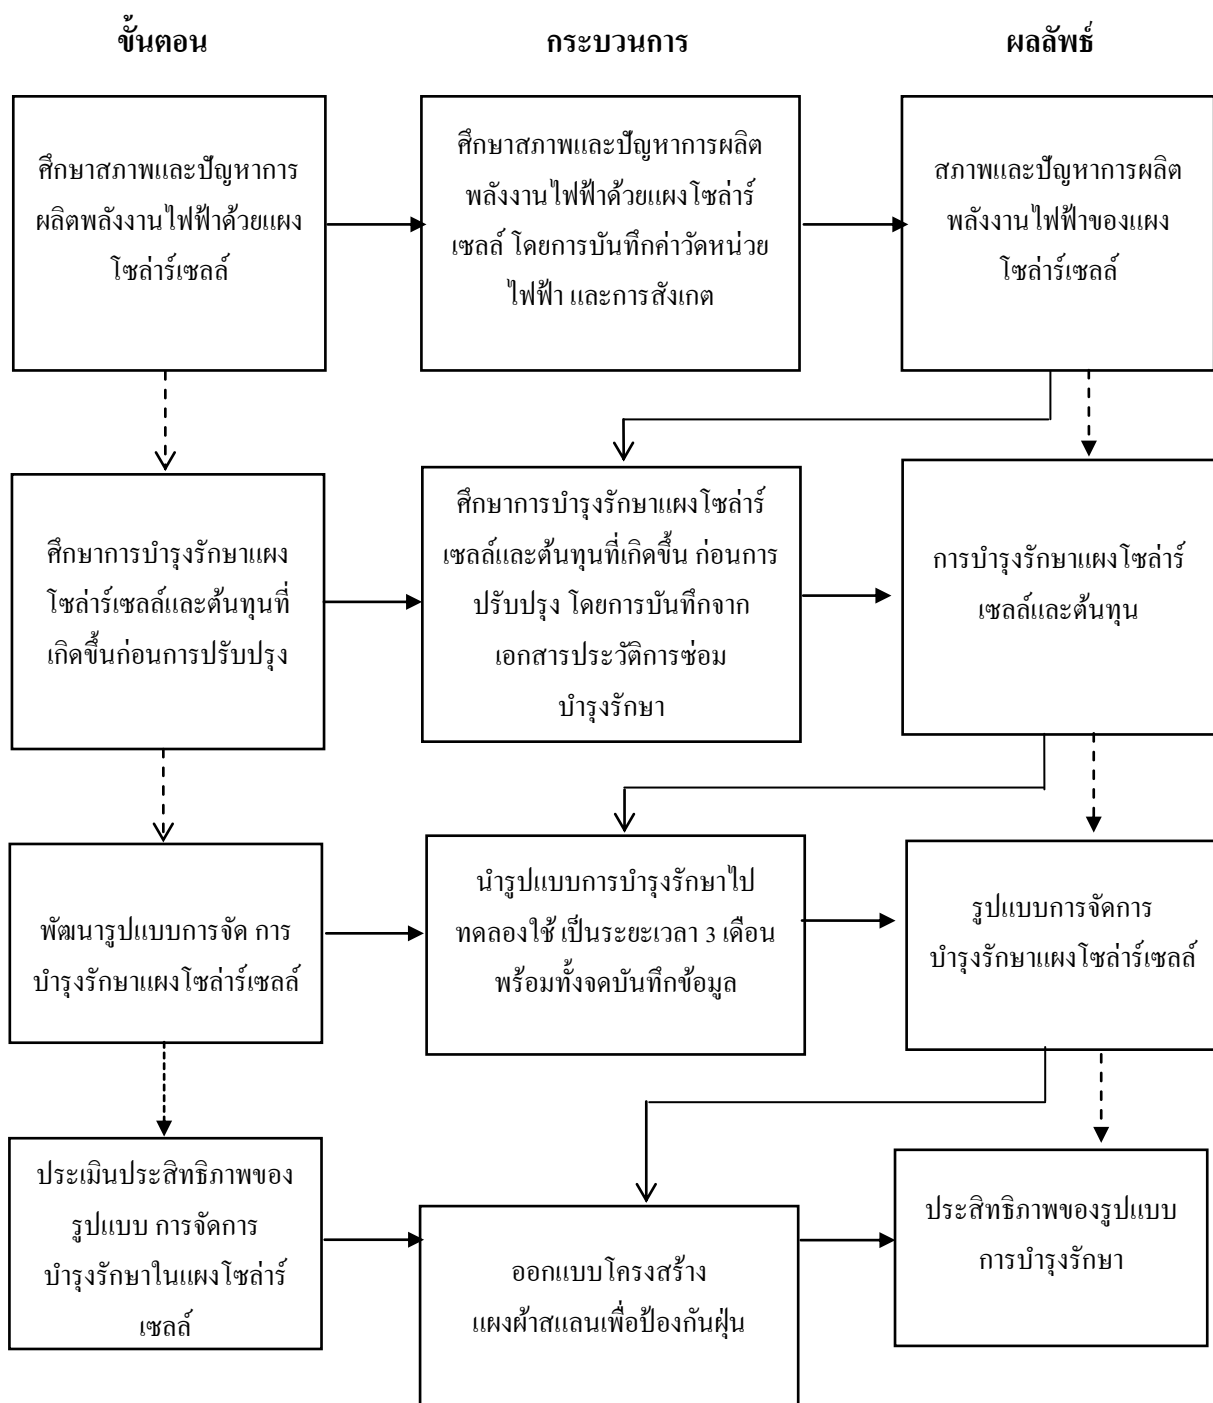 ขั้นตอน
กระบวนการ
ผลลัพธ์
ศึกษาสภาพและปัญหาการ
ผลิตพลังงานไฟฟ้าด้วยแผง
โซล่าร์เซลล์
ศึกษาสภาพและปัญหาการผลิต
พลังงานไฟฟ้าด้วยแผงโซล่าร์
เซลล์ โดยการบันทึกค่าวัดหน่วย
ไฟฟ้า และการสังเกต
สภาพและปัญหาการผลิต
พลังงานไฟฟ้าของแผง
โซล่าร์เซลล์
ศึกษาการบำรุงรักษาแผง
โซล่าร์เซลล์และต้นทุนที่
เกิดขึ้นก่อนการปรับปรุง
ศึกษาการบำรุงรักษาแผงโซล่าร์
เซลล์และต้นทุนที่เกิดขึ้น ก่อนการ
ปรับปรุง โดยการบันทึกจาก
เอกสารประวัติการซ่อม
บำรุงรักษา
การบำรุงรักษาแผงโซล่าร์
เซลล์และต้นทุน
พัฒนารูปแบบการจัด การ
บำรุงรักษาแผงโซล่าร์เซลล์
นำรูปแบบการบำรุงรักษาไป
ทดลองใช้ เป็นระยะเวลา 3 เดือน
พร้อมทั้งจดบันทึกข้อมูล
รูปแบบการจัดการ
บำรุงรักษาแผงโซล่าร์เซลล์
ประเมินประสิทธิภาพของ
รูปแบบ การจัดการ
บำรุงรักษาในแผงโซล่าร์
เซลล์
ออกแบบโครงสร้าง
แผงผ้าสแลนเพื่อป้องกันฝุ่น
ประสิทธิภาพของรูปแบบ
การบำรุงรักษา